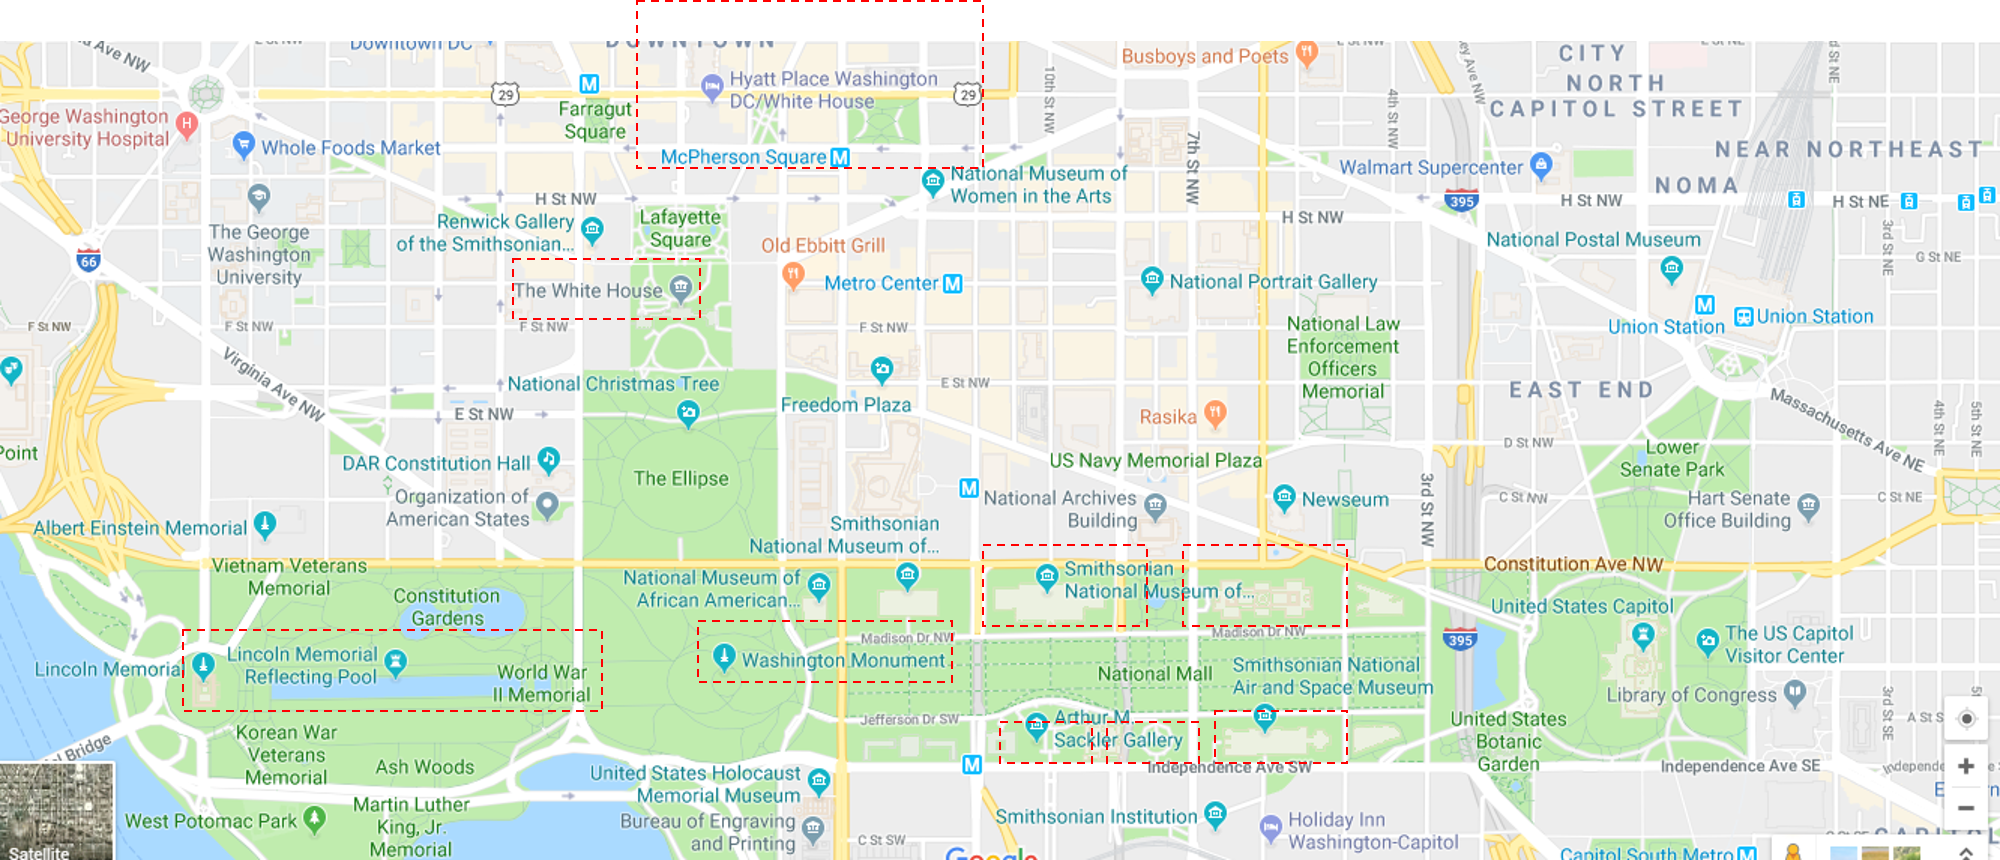 Downtown DC
DOWNTOWN
Busboys and Poets
E St NW
CITY
NORTH
CAPITOL STREET
3rd St NE
29
M
Farragut
Square
Hyatt Place Washington
DC/White House
29
10th St NW
4th St NW
George Washington
University Hospital
H
Whole Foods Market
McPherson Square M
7th St NW
Walmart Supercenter
NEAR NORTHEAST
NOMA
National Museum of
Women in the Arts
H St NW
395
H St NW
H St NE
Renwick Gallery
of the Smithsonian...
Lafayette
Square
H St NW
The George
Washington
University
Old Ebbitt Grill
National Postal Museum
3rd St NE
G St NE
66
The White House
Metro Center M
National Portrait Gallery
M
Union Station
Union Station
F St NW
F St NW
F St NW
F St NW
National Law
Enforcement
Officers
Memorial
Virginia Ave NW
National Christmas Tree
E St NW
EAST END
Massachusetts Ave NE
4th St NE
5th St NE
E St NW
Freedom Plaza
Rasika
D St NW
Point
DAR Constitution Hall
The Ellipse
US Navy Memorial Plaza
Lower
Senate Park
Organization of
American States
M
National Archives
Building
Newseum
3rd St NW
C St NW
Hart Senate
Office Building
C St NE
Albert Einstein Memorial
Smithsonian
National Museum of...
Vietnam Veterans
Memorial
Constitution Ave NW
National Museum of
African American...
Smithsonian
National Museum of...
Constitution
Gardens
United States Capitol
Madison Dr NW
Madison Dr NW
395
The US Capitol
Visitor Center
Lincoln Memorial
Lincoln Memorial
Reflecting Pool
World War
II Memorial
Washington Monument
National Mall
Smithsonian National
Air and Space Museum
Library of Congress
3rd St SE
Jefferson Dr SW
Arthur M.
Sackler Gallery
United States
Botanic
Garden
A St S
Korean War
Veterans
Memorial
Ash Woods
M
Independence Ave SW
Independence Ave SE
United States Holocaust
Memorial Museum
West Potomac Park
Martin Luther
King, Jr.
Memorial
Bureau of Engraving
and Printing
C St SW
Smithsonian Institution
Holiday Inn
Washington-Capitol
+
−
Satellite
Google
Capitol South Metro M